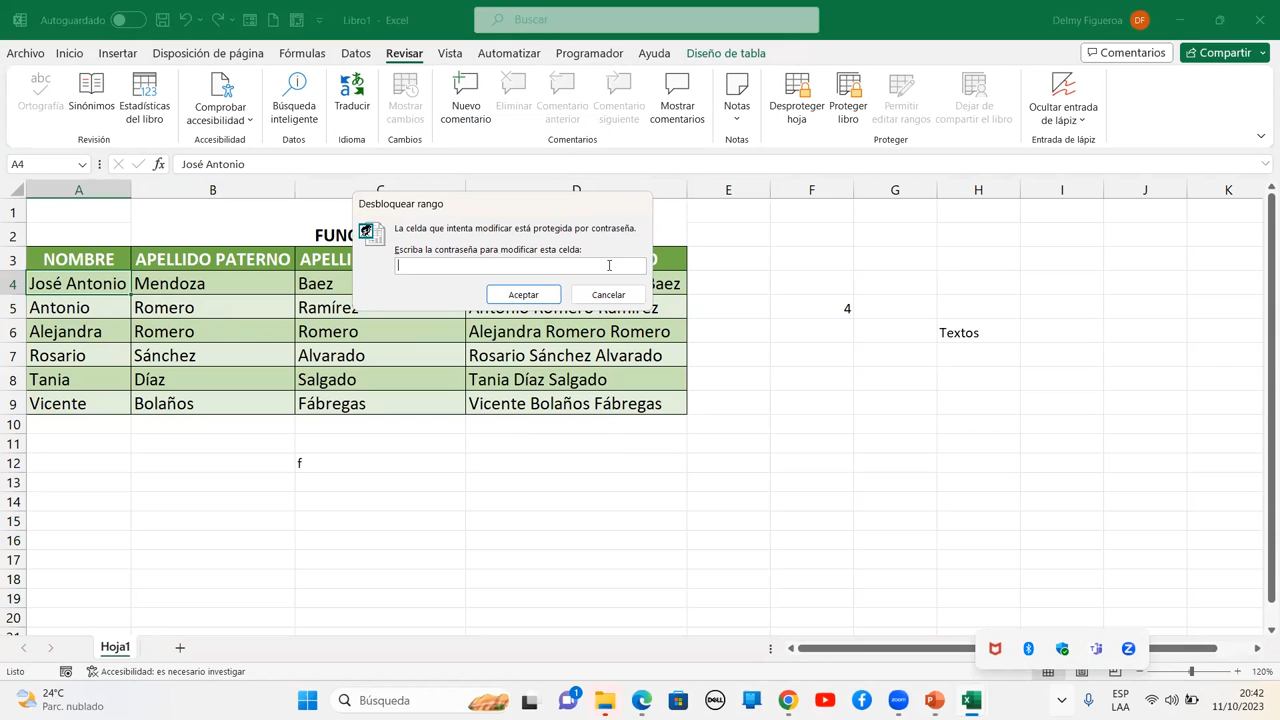 Autoguardado
Libro1 - Excel
Buscar
Delmy Figueroa
DF
Archivo Inicio Insertar Disposición de página Fórmulas Datos Revisar Vista Automatizar Programador Ayuda Diseño de tabla
Comentarios
Compartir
abc
Ortografía
Sinónimos
Estadísticas
del libro
Revisión
Comprobar
accesibilidad
Accesibilidad
Búsqueda
inteligente
Datos
Traducir
Idioma
Mostrar
cambios
Cambios
Nuevo
comentario
Eliminar
Comentario
anterior
Comentario
siguiente
Mostrar
comentarios
Comentarios
Notas
Notas
Desproteger
hoja
Proteger
libro
Permitir
editar rangos
Dejar de
compartir el libro
Proteger
Ocultar entrada
de lápiz
Entrada de lápiz
A4
fx
José Antonio
A B C D E F G H I J K
Desbloquear rango
La celda que intenta modificar está protegida por contraseña.
Escriba la contraseña para modificar esta celda:
Aceptar
Cancelar
1
2 FUNC
3 NOMBRE APELLIDO PATERNO APELLI O
4 José Antonio Mendoza Baez Baez
5 Antonio Romero Ramírez Antonio Romero Ramírez 4
6 Alejandra Romero Romero Alejandra Romero Romero Textos
7 Rosario Sánchez Alvarado Rosario Sánchez Alvarado
8 Tania Díaz Salgado Tania Díaz Salgado
9 Vicente Bolaños Fábregas Vicente Bolaños Fábregas
10
11
12 f
13
14
15
16
17
18
19
20
Hoja1
Listo
Accesibilidad: es necesario investigar
120%
24°C
Parc. nublado
Búsqueda
1
DELL
zoom
ESP
LAA
20:42
11/10/2023